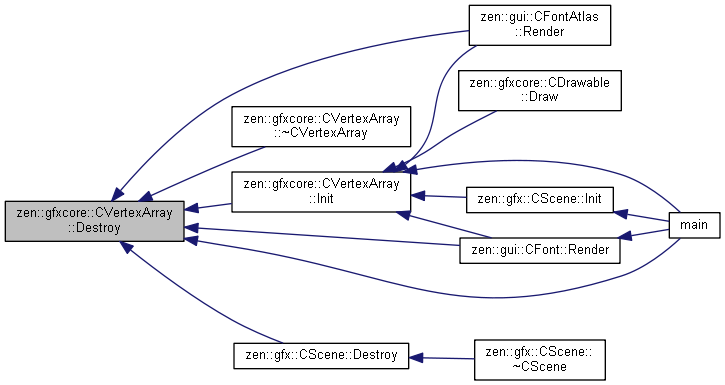 zen::gui::CFontAtlas
::Render
zen::gfxcore::CDrawable
::Draw
zen::gfxcore::CVertexArray
::~CVertexArray
zen::gfxcore::CVertexArray
::Init
zen::gfx::CScene::Init
zen::gfxcore::CVertexArray
::Destroy
main
zen::gui::CFont::Render
zen::gfx::CScene::Destroy
zen::gfx::CScene::
~CScene